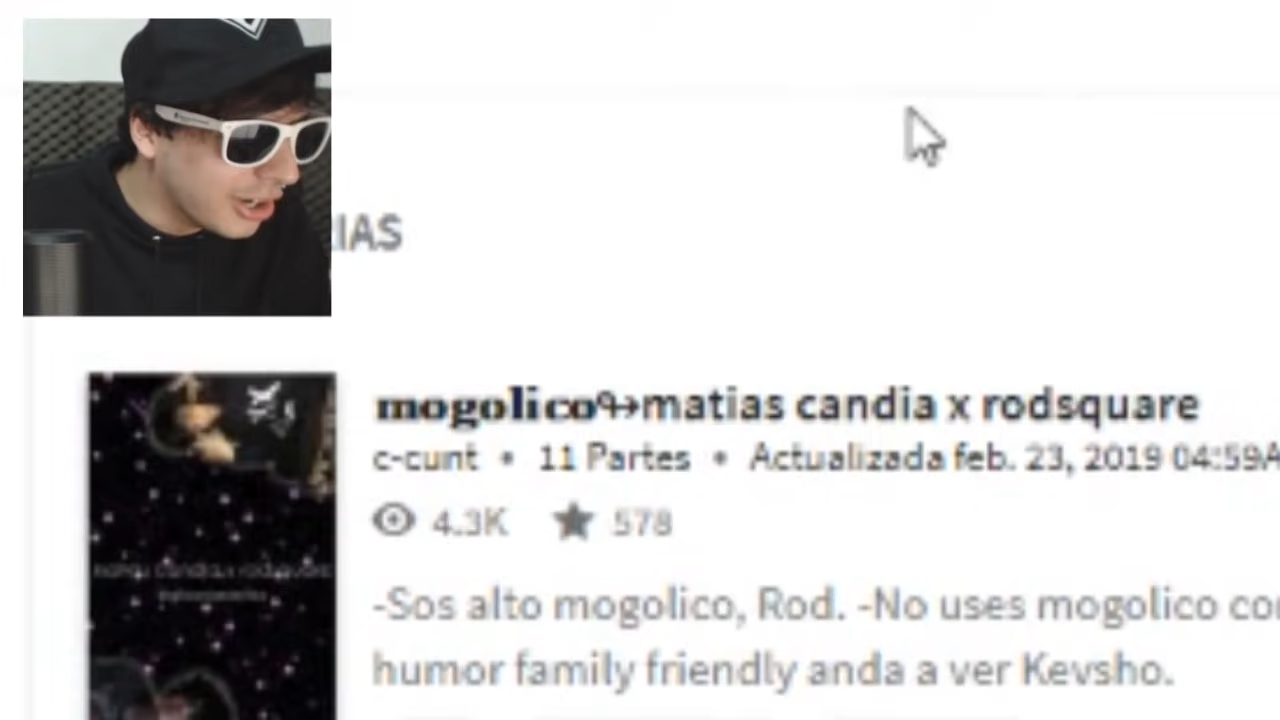 IAS
mogolico↬matias candia x rodsquare
c-cunt • 11 Partes • Actualizada feb. 23, 2019 04:59A
4.3K 578
-Sos alto mogolico, Rod. -No uses mogolico co
humor family friendly anda a ver Kevsho.